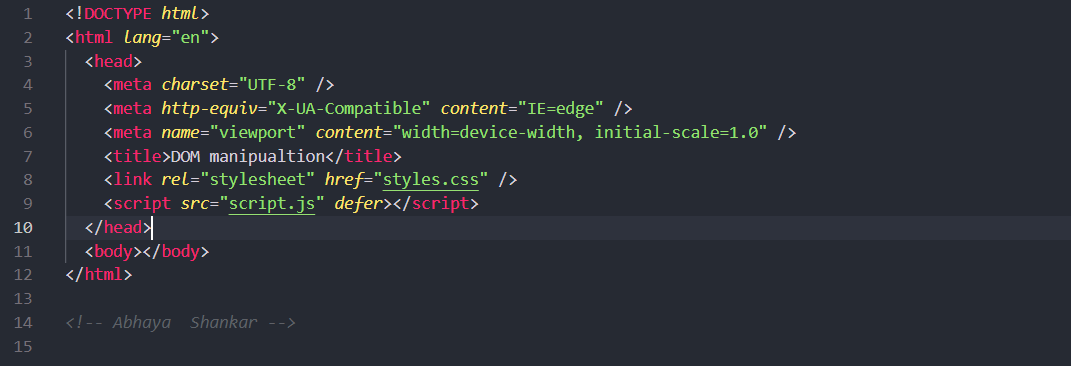 1 <!DOCTYPE html>
2 <html lang="en">
3   <head>
4     <meta charset="UTF-8" />
5     <meta http-equiv="X-UA-Compatible" content="IE=edge" />
6     <meta name="viewport" content="width=device-width, initial-scale=1.0" />
7     <title>DOM manipualtion</title>
8     <link rel="stylesheet" href="styles.css" />
9     <script src="script.js" defer></script>
10   </head>
11   <body></body>
12 </html>
13
14 <!-- Abhaya  Shankar -->
15